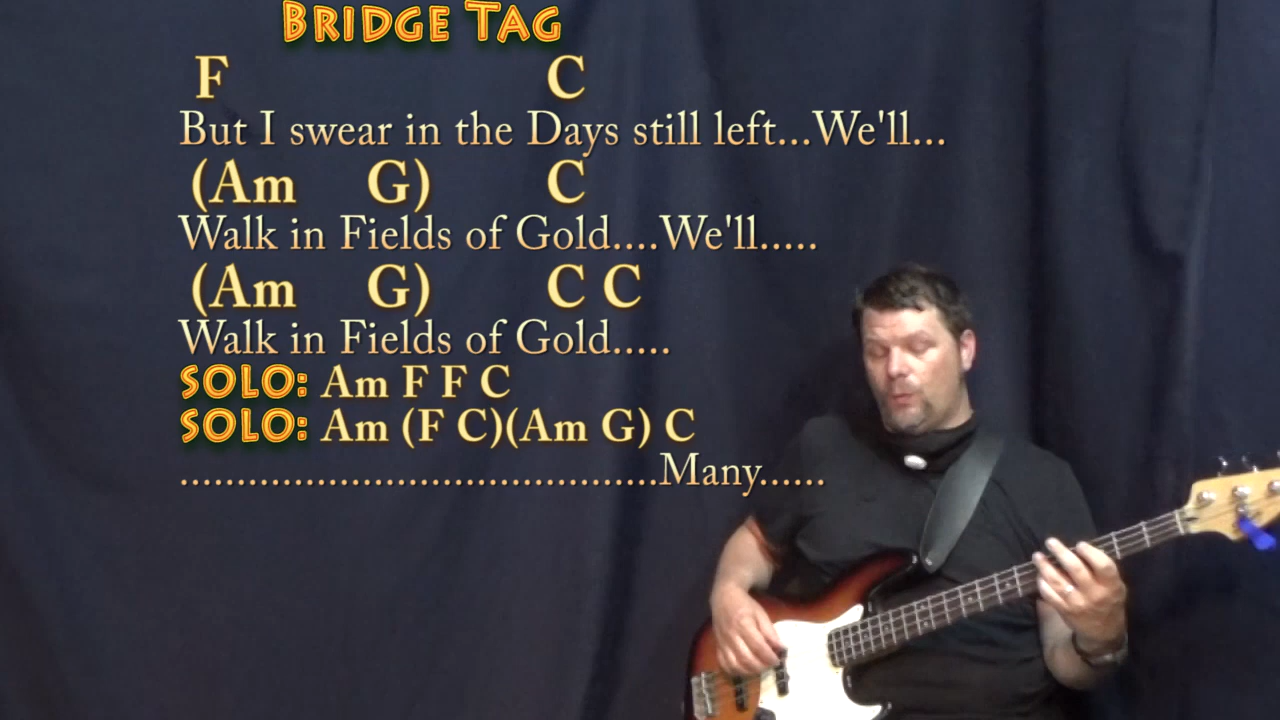 BRIDGE TAG
F C
But I swear in the Days still left...We'll...
(Am G) C
Walk in Fields of Gold....We'll.....
(Am G) C C
Walk in Fields of Gold.....
SOLO: Am F F C
SOLO: Am (F C)(Am G) C
..........................................Many......